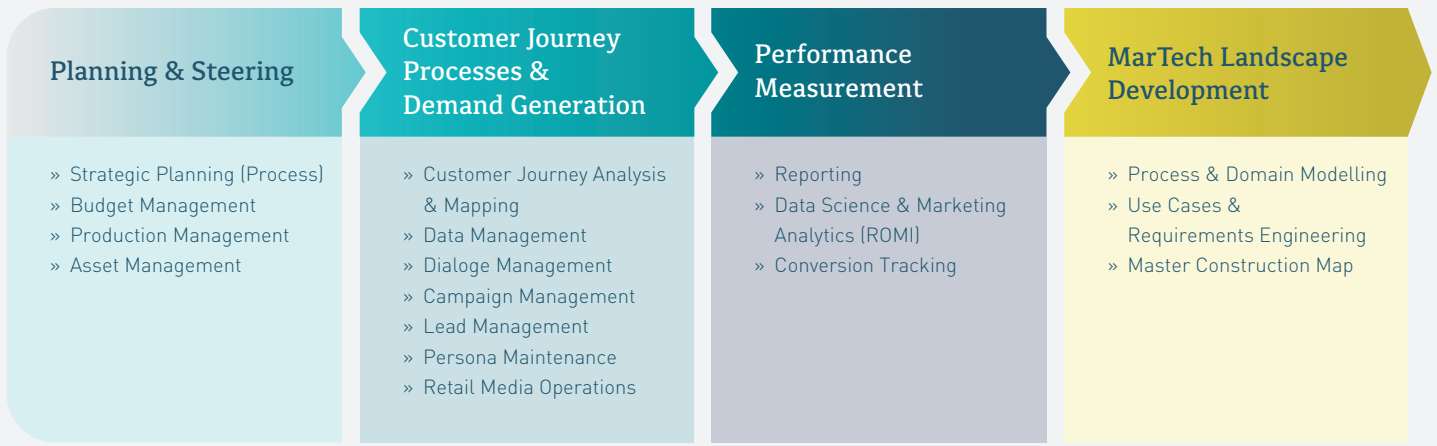 Planning & Steering
» Strategic Planning (Process)
» Budget Management
» Production Management
» Asset Management
Customer Journey
Processes &
Demand Generation
» Customer Journey Analysis
& Mapping
» Data Management
» Dialoge Management
» Campaign Management
» Lead Management
» Persona Maintenance
» Retail Media Operations
Performance
Measurement
» Reporting
» Data Science & Marketing
Analytics (ROMI)
» Conversion Tracking
MarTech Landscape
Development
» Process & Domain Modelling
» Use Cases &
Requirements Engineering
» Master Construction Map